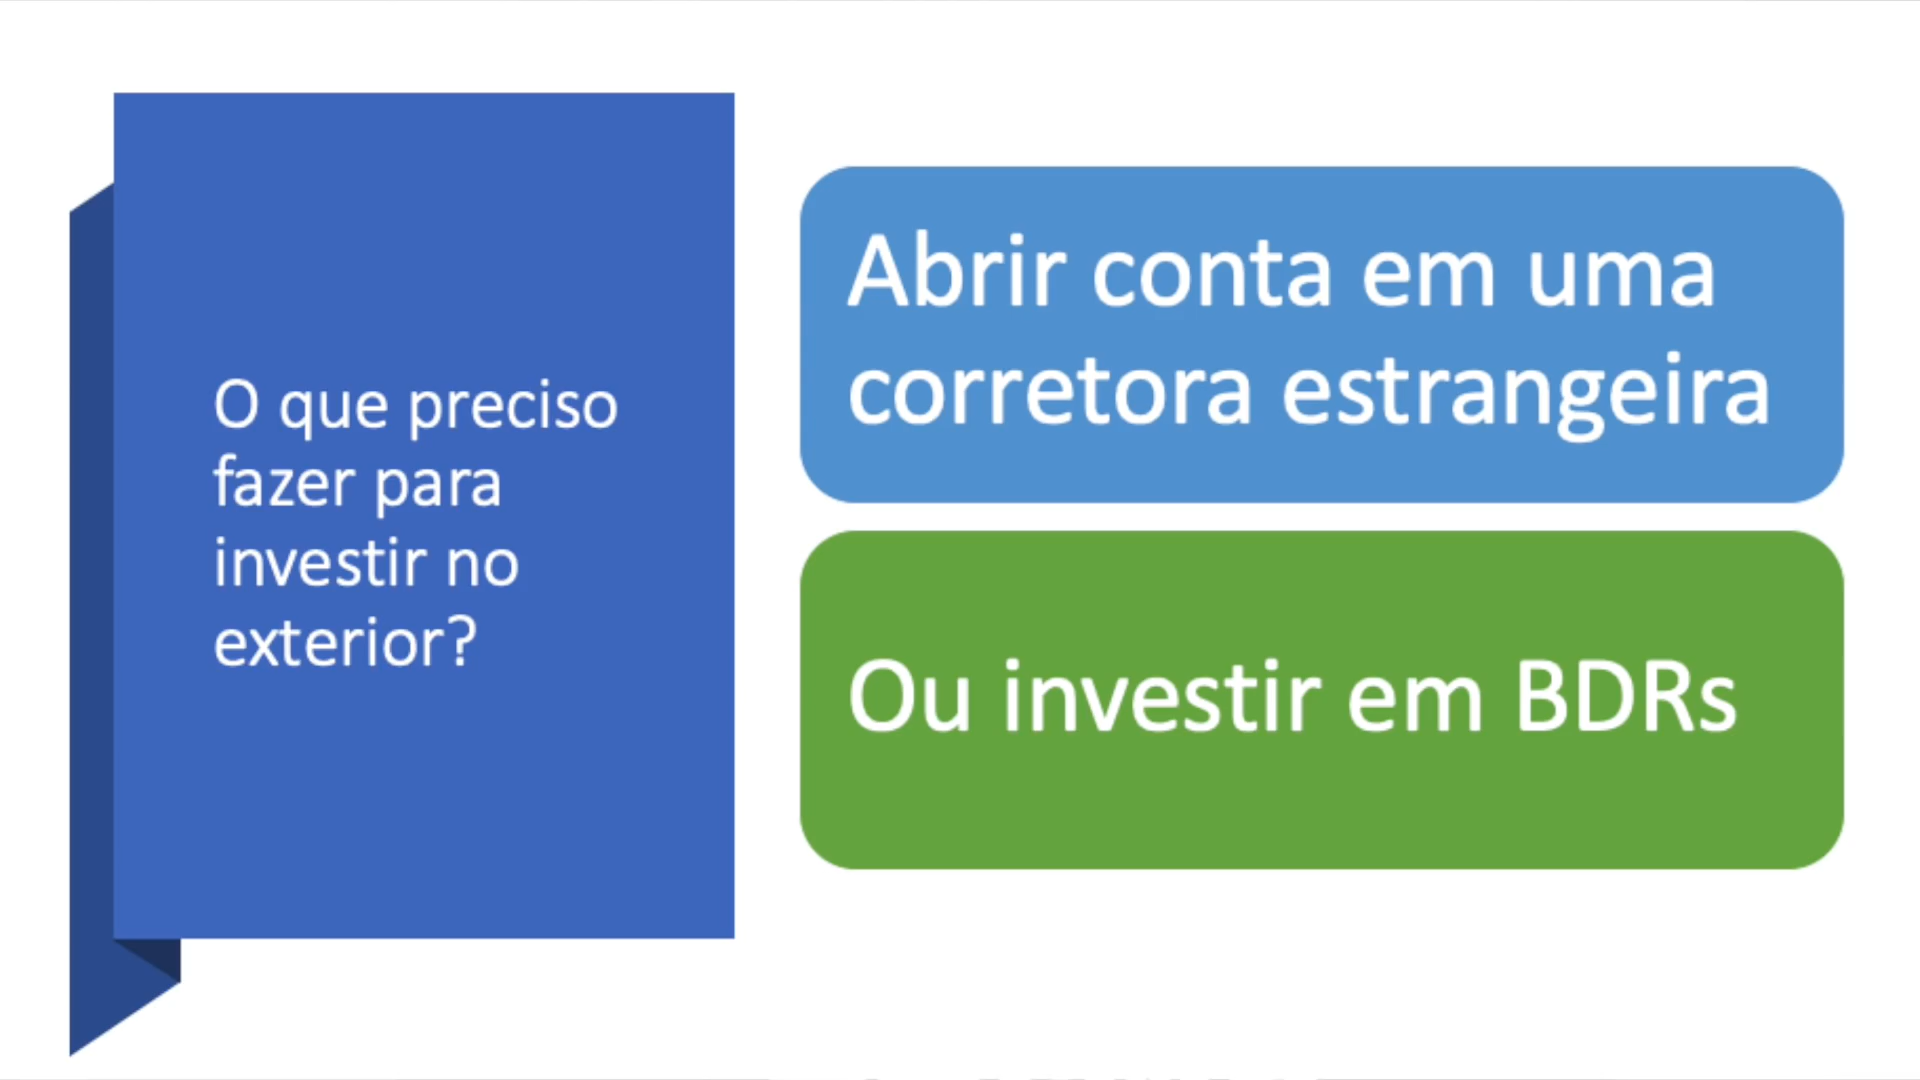 O que preciso
fazer para
investir no
exterior?
Abrir conta em uma
corretora estrangeira
Ou investir em BDRs